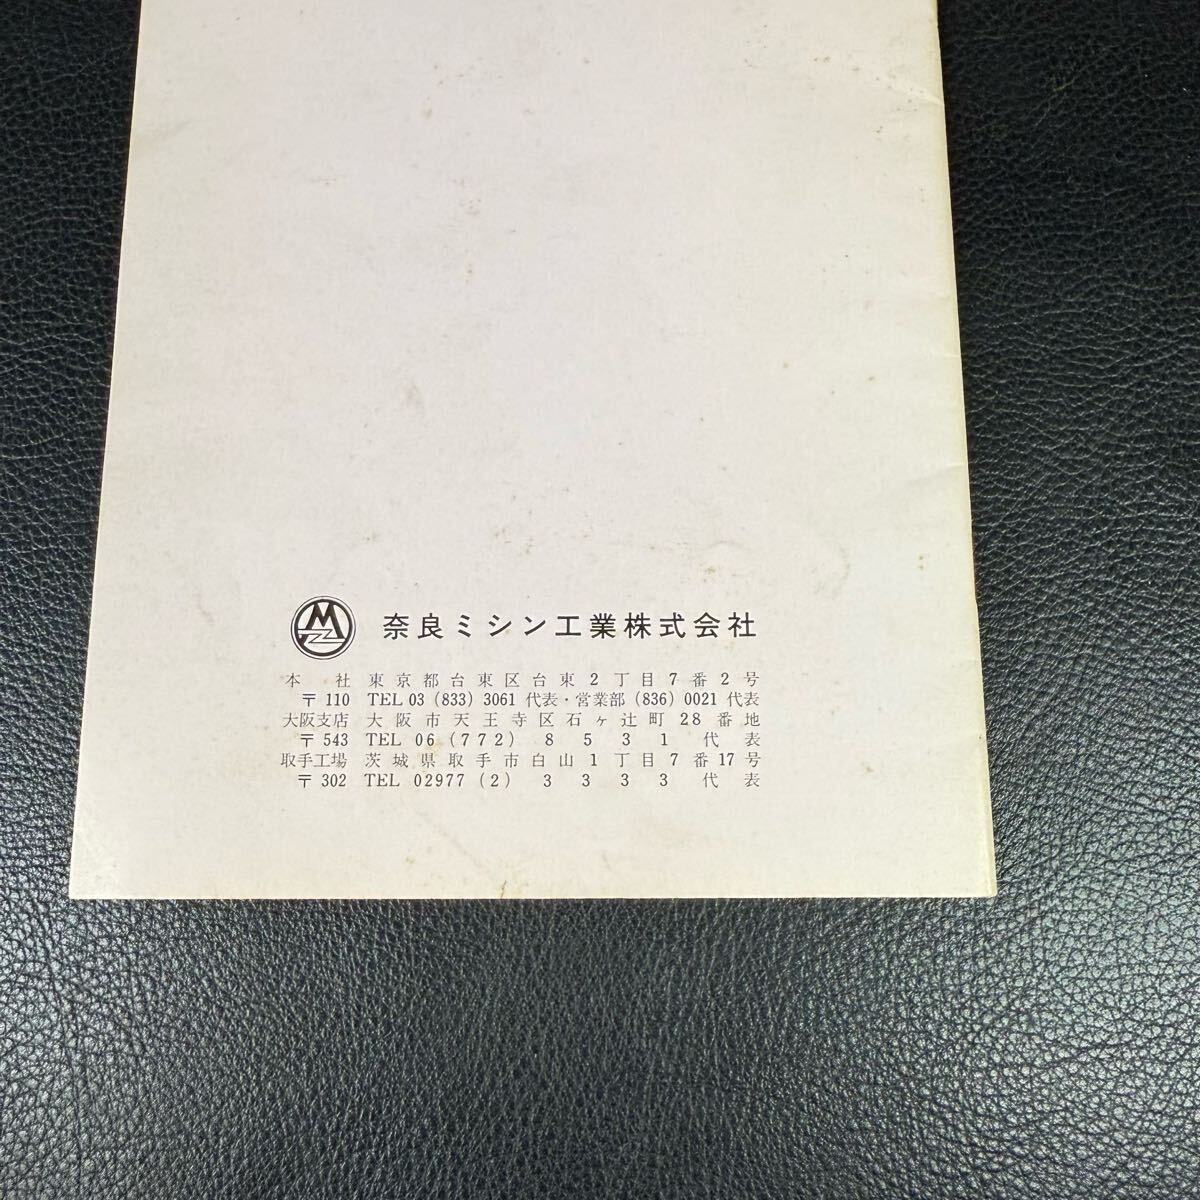 奈良ミシン工業株式会社
本社 東京都台東区台東2丁目7番2号
〒110 TEL 03 (833) 3061 代表・営業部 (836) 0021 代表
大阪支店 大阪市天王寺区石ヶ辻町28番地
〒543 TEL 06 (772) 8531 代表
取手工場 茨城県取手市白山1丁目7番17号
〒302 TEL 02977 (2) 3333 代表